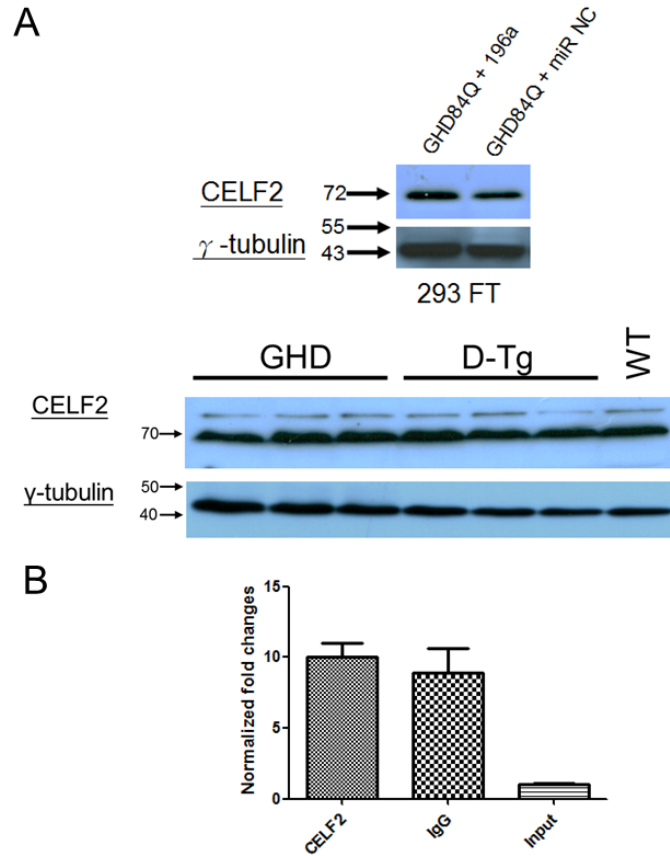 A
GHD84Q + 196a
GHD84Q + miR NC
CELF2
72
55
γ-tubulin
43
293 FT
GHD
D-Tg
WT
CELF2
70
γ-tubulin
50
40
B
Normalized fold changes
15
10
5
0
CELF2
IgG
Input